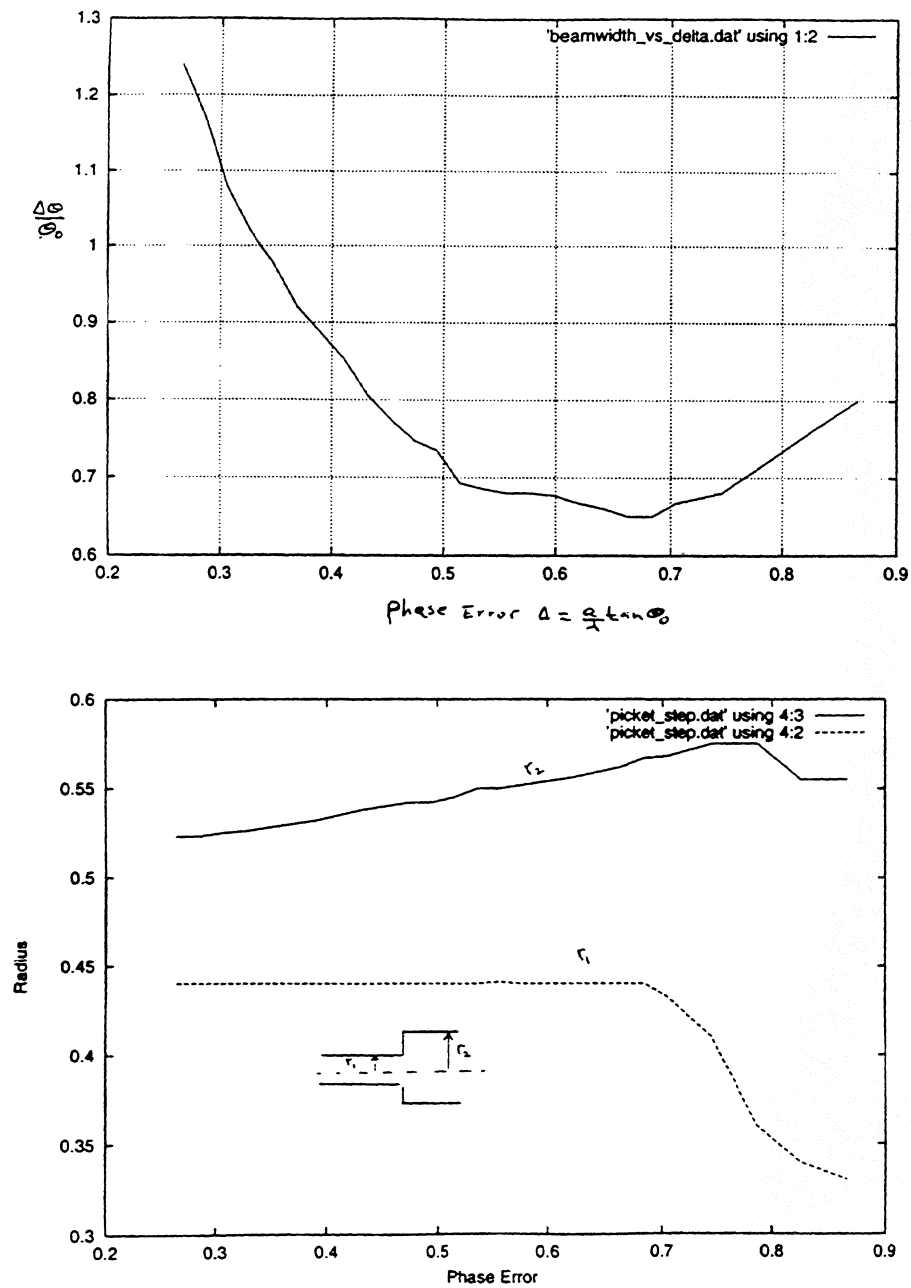 1.3
'beamwidth_vs_delta.dat' using 1:2
1.2
1.1
1
0.9
0.8
0.7
0.6
Δθ
θ₀
0.2 0.3 0.4 0.5 0.6 0.7 0.8 0.9
Phase Error Δ = a/λ tan θ₀
0.6
'picket_step.dat' using 4:3
'picket_step.dat' using 4:2
r₂
0.55
0.5
0.45
r₁
0.4
r₁
r₂
0.35
0.3
Radius
0.2 0.3 0.4 0.5 0.6 0.7 0.8 0.9
Phase Error